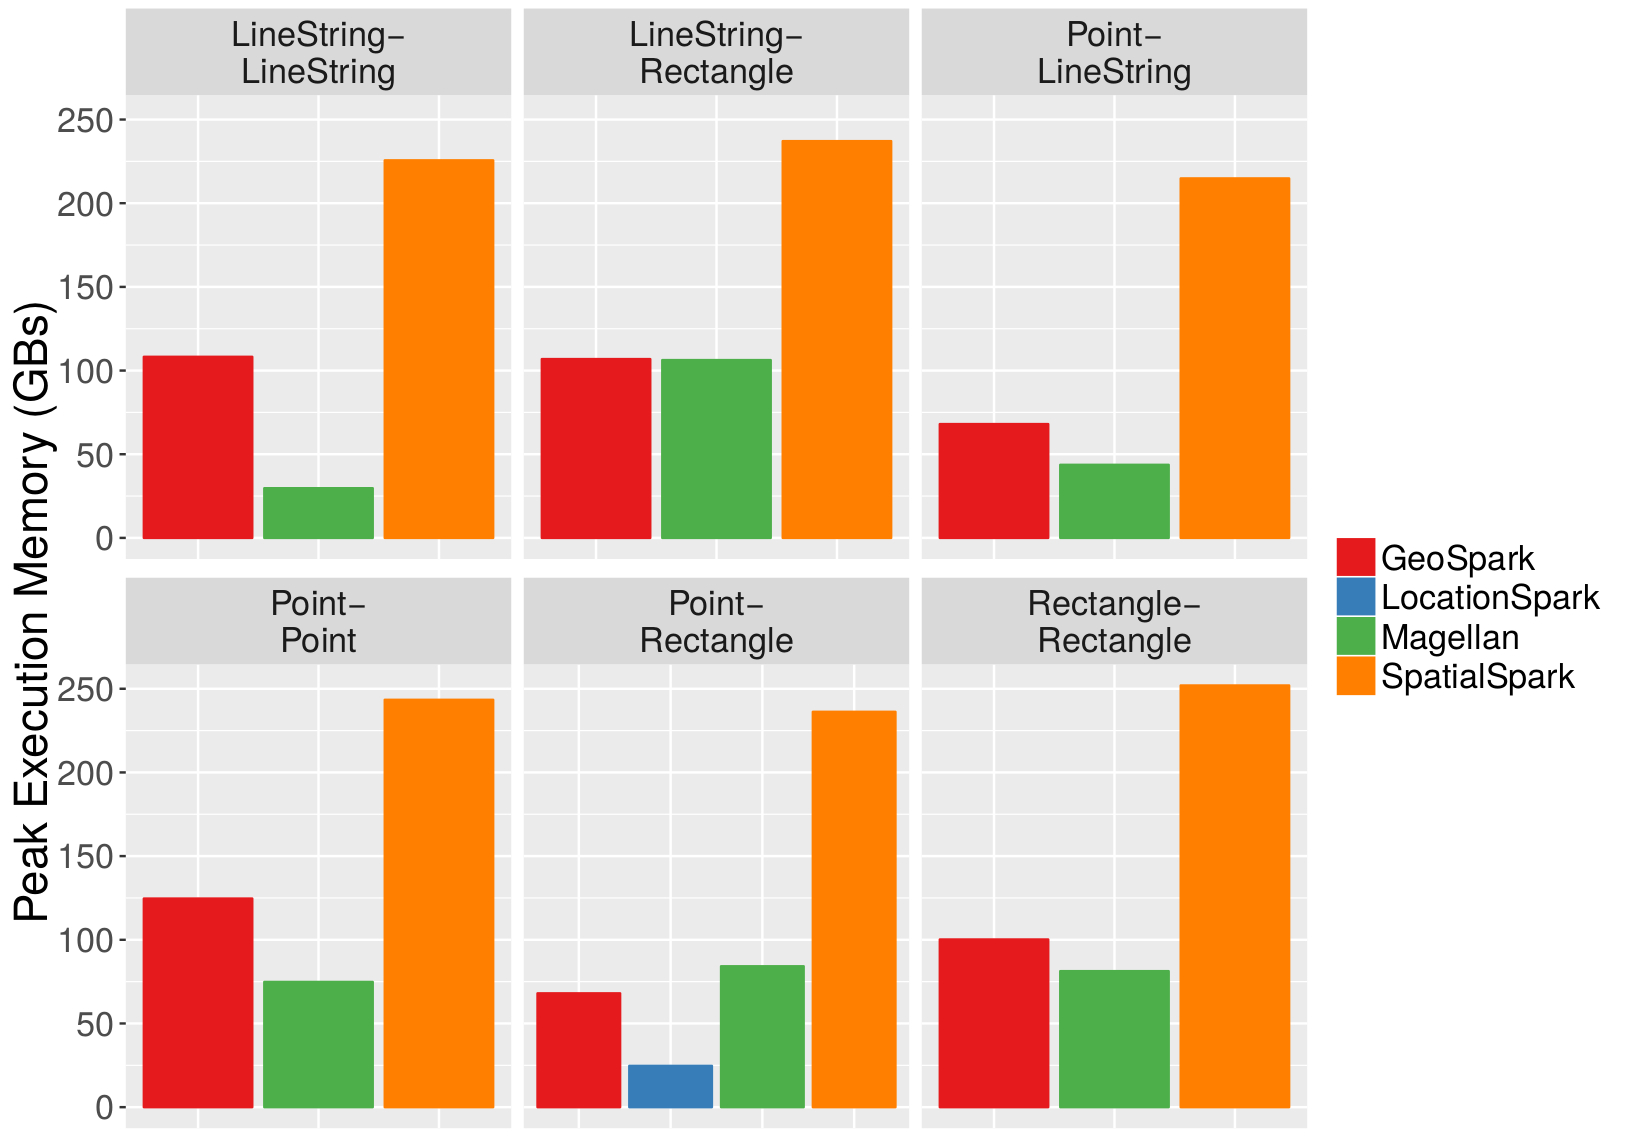 LineString−
LineString
LineString−
Rectangle
Point−
LineString
250
200
150
100
50
0
Point−
Point
Point−
Rectangle
Rectangle−
Rectangle
250
200
150
100
50
0
Peak Execution Memory (GBs)
GeoSpark
LocationSpark
Magellan
SpatialSpark